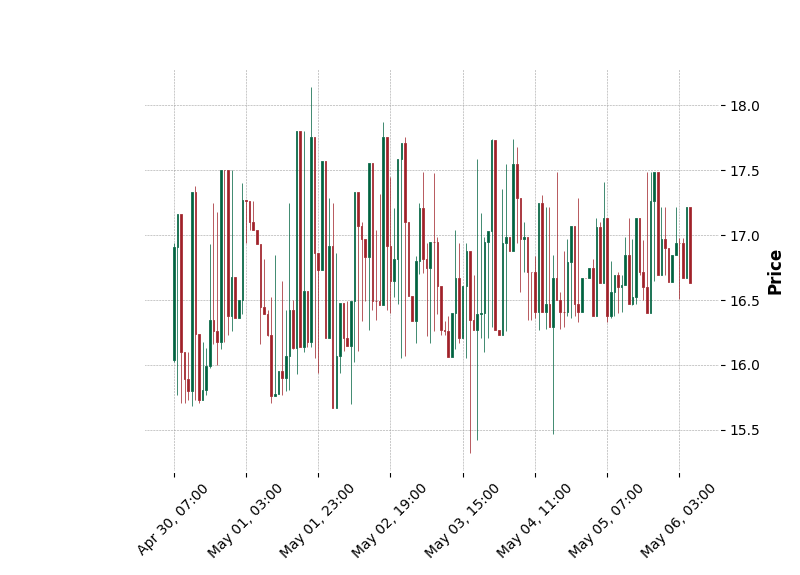 18.0
17.5
17.0
16.5
16.0
15.5
Price
Apr 30, 07:00
May 01, 03:00
May 01, 23:00
May 02, 19:00
May 03, 15:00
May 04, 11:00
May 05, 07:00
May 06, 03:00